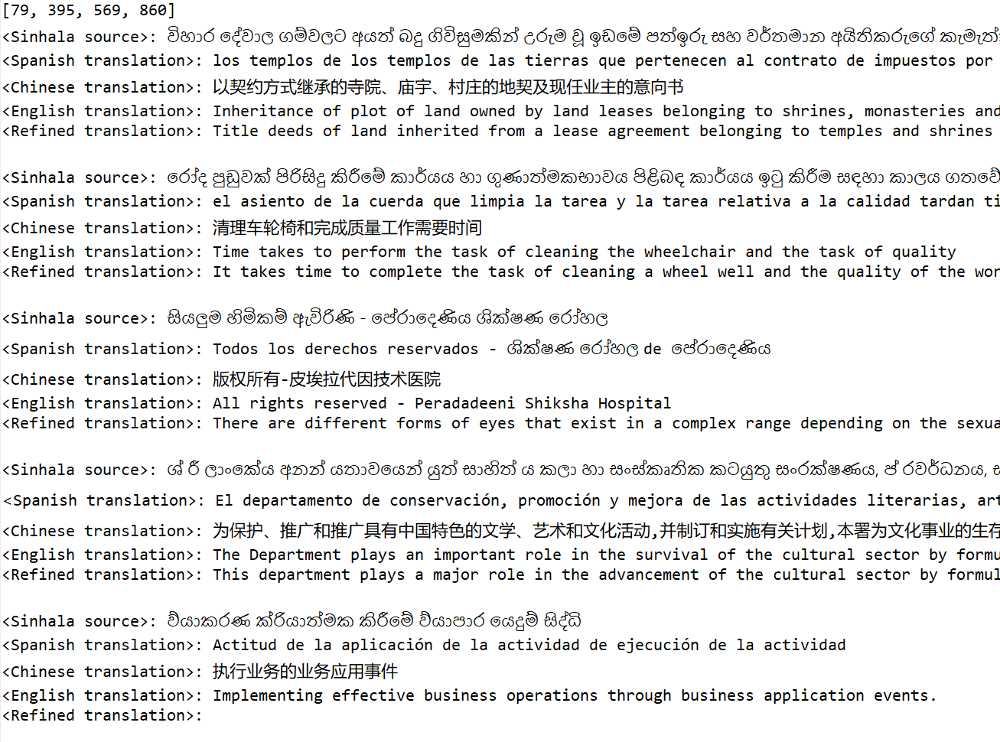 [79, 395, 569, 860]
<Sinhala source>: විහාර දේවාල ගම්වලට අයත් බදු ගිවිසුමකින් උරුම වූ ඉඩමේ පත්ඉරු සහ වර්තමාන අයිතිකරුගේ
<Spanish translation>: los templos de los templos de las tierras que pertenecen al contrato de impuestos por
<Chinese translation>: 以契约方式继承的寺院、庙宇、村庄的地契及现任业主的意向书
<English translation>: Inheritance of plot of land owned by land leases belonging to shrines, monasteries and
<Refined translation>: Title deeds of land inherited from a lease agreement belonging to temples and shrines
<Sinhala source>: රෝද පුඩුවක් පිරිසිදු කිරීමේ කාර්යය හා ගුණාත්මකභාවය පිළිබඳ කාර්යය ඉටු කිරීම සඳහා කාලය ගතවේ
<Spanish translation>: el asiento de la cuerda que limpia la tarea y la tarea relativa a la calidad tardan
<Chinese translation>: 清理车轮椅和完成质量工作需要时间
<English translation>: Time takes to perform the task of cleaning the wheelchair and the task of quality
<Refined translation>: It takes time to complete the task of cleaning a wheel well and the quality of the
<Sinhala source>: සියලුම හිමිකම් ඇවිරිණි - පේරාදෙණිය ශික්ෂණ රෝහල
<Spanish translation>: Todos los derechos reservados - ශික්ෂණ රෝහල de පේරාදෙණිය
<Chinese translation>: 版权所有-皮埃拉代因技术医院
<English translation>: All rights reserved - Peradadeeni Shiksha Hospital
<Refined translation>: There are different forms of eyes that exist in a complex range depending on the
<Sinhala source>: ශ් රී ලාංකේය අනන් යතාවයෙන් යුත් සාහිත් ය කලා හා සංස්කෘතික කටයුතු සංරක්ෂණය, ප් රවර්ධනය,
<Spanish translation>: El departamento de conservación, promoción y mejora de las actividades literarias,
<Chinese translation>: 为保护、推广和推广具有中国特色的文学、艺术和文化活动,并制订和实施有关计划,本署为文化事业的生存
<English translation>: The Department plays an important role in the survival of the cultural sector by
<Refined translation>: This department plays a major role in the advancement of the cultural sector by
<Sinhala source>: ව්යාකරණ ක්රියාත්මක කිරීමේ ව්යාපාර යෙදුම් සිද්ධි
<Spanish translation>: Actitud de la aplicación de la actividad de ejecución de la actividad
<Chinese translation>: 执行业务的业务应用事件
<English translation>: Implementing effective business operations through business application events.
<Refined translation>: